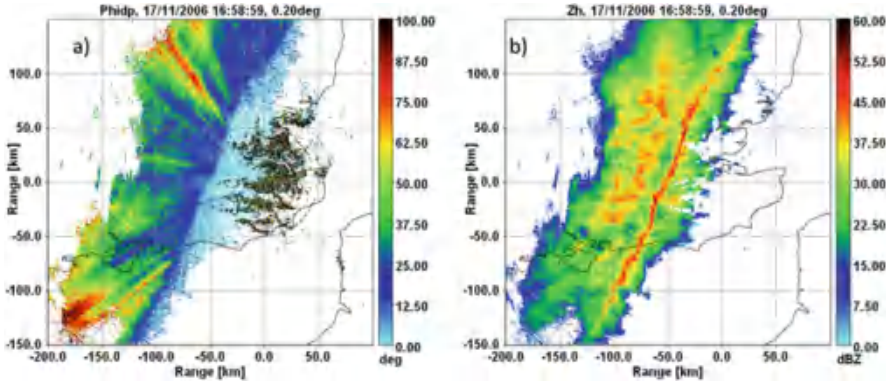 Phidp, 17/11/2006 16:58:59, 0.20deg
a)
100.0
50.0
0.0
-50.0
-100.0
-150.0
Range [km]
-200.0 -150.0 -100.0 -50.0 0.0 50.0
Range [km]
100.00
87.50
75.00
62.50
50.00
37.50
25.00
12.50
0.00
deg
Zh, 17/11/2006 16:58:59, 0.20deg
b)
100.0
50.0
0.0
-50.0
-100.0
-150.0
Range [km]
-200.0 -150.0 -100.0 -50.0 0.0 50.0
Range [km]
60.00
52.50
45.00
37.50
30.00
22.50
15.00
7.50
0.00
dBZ